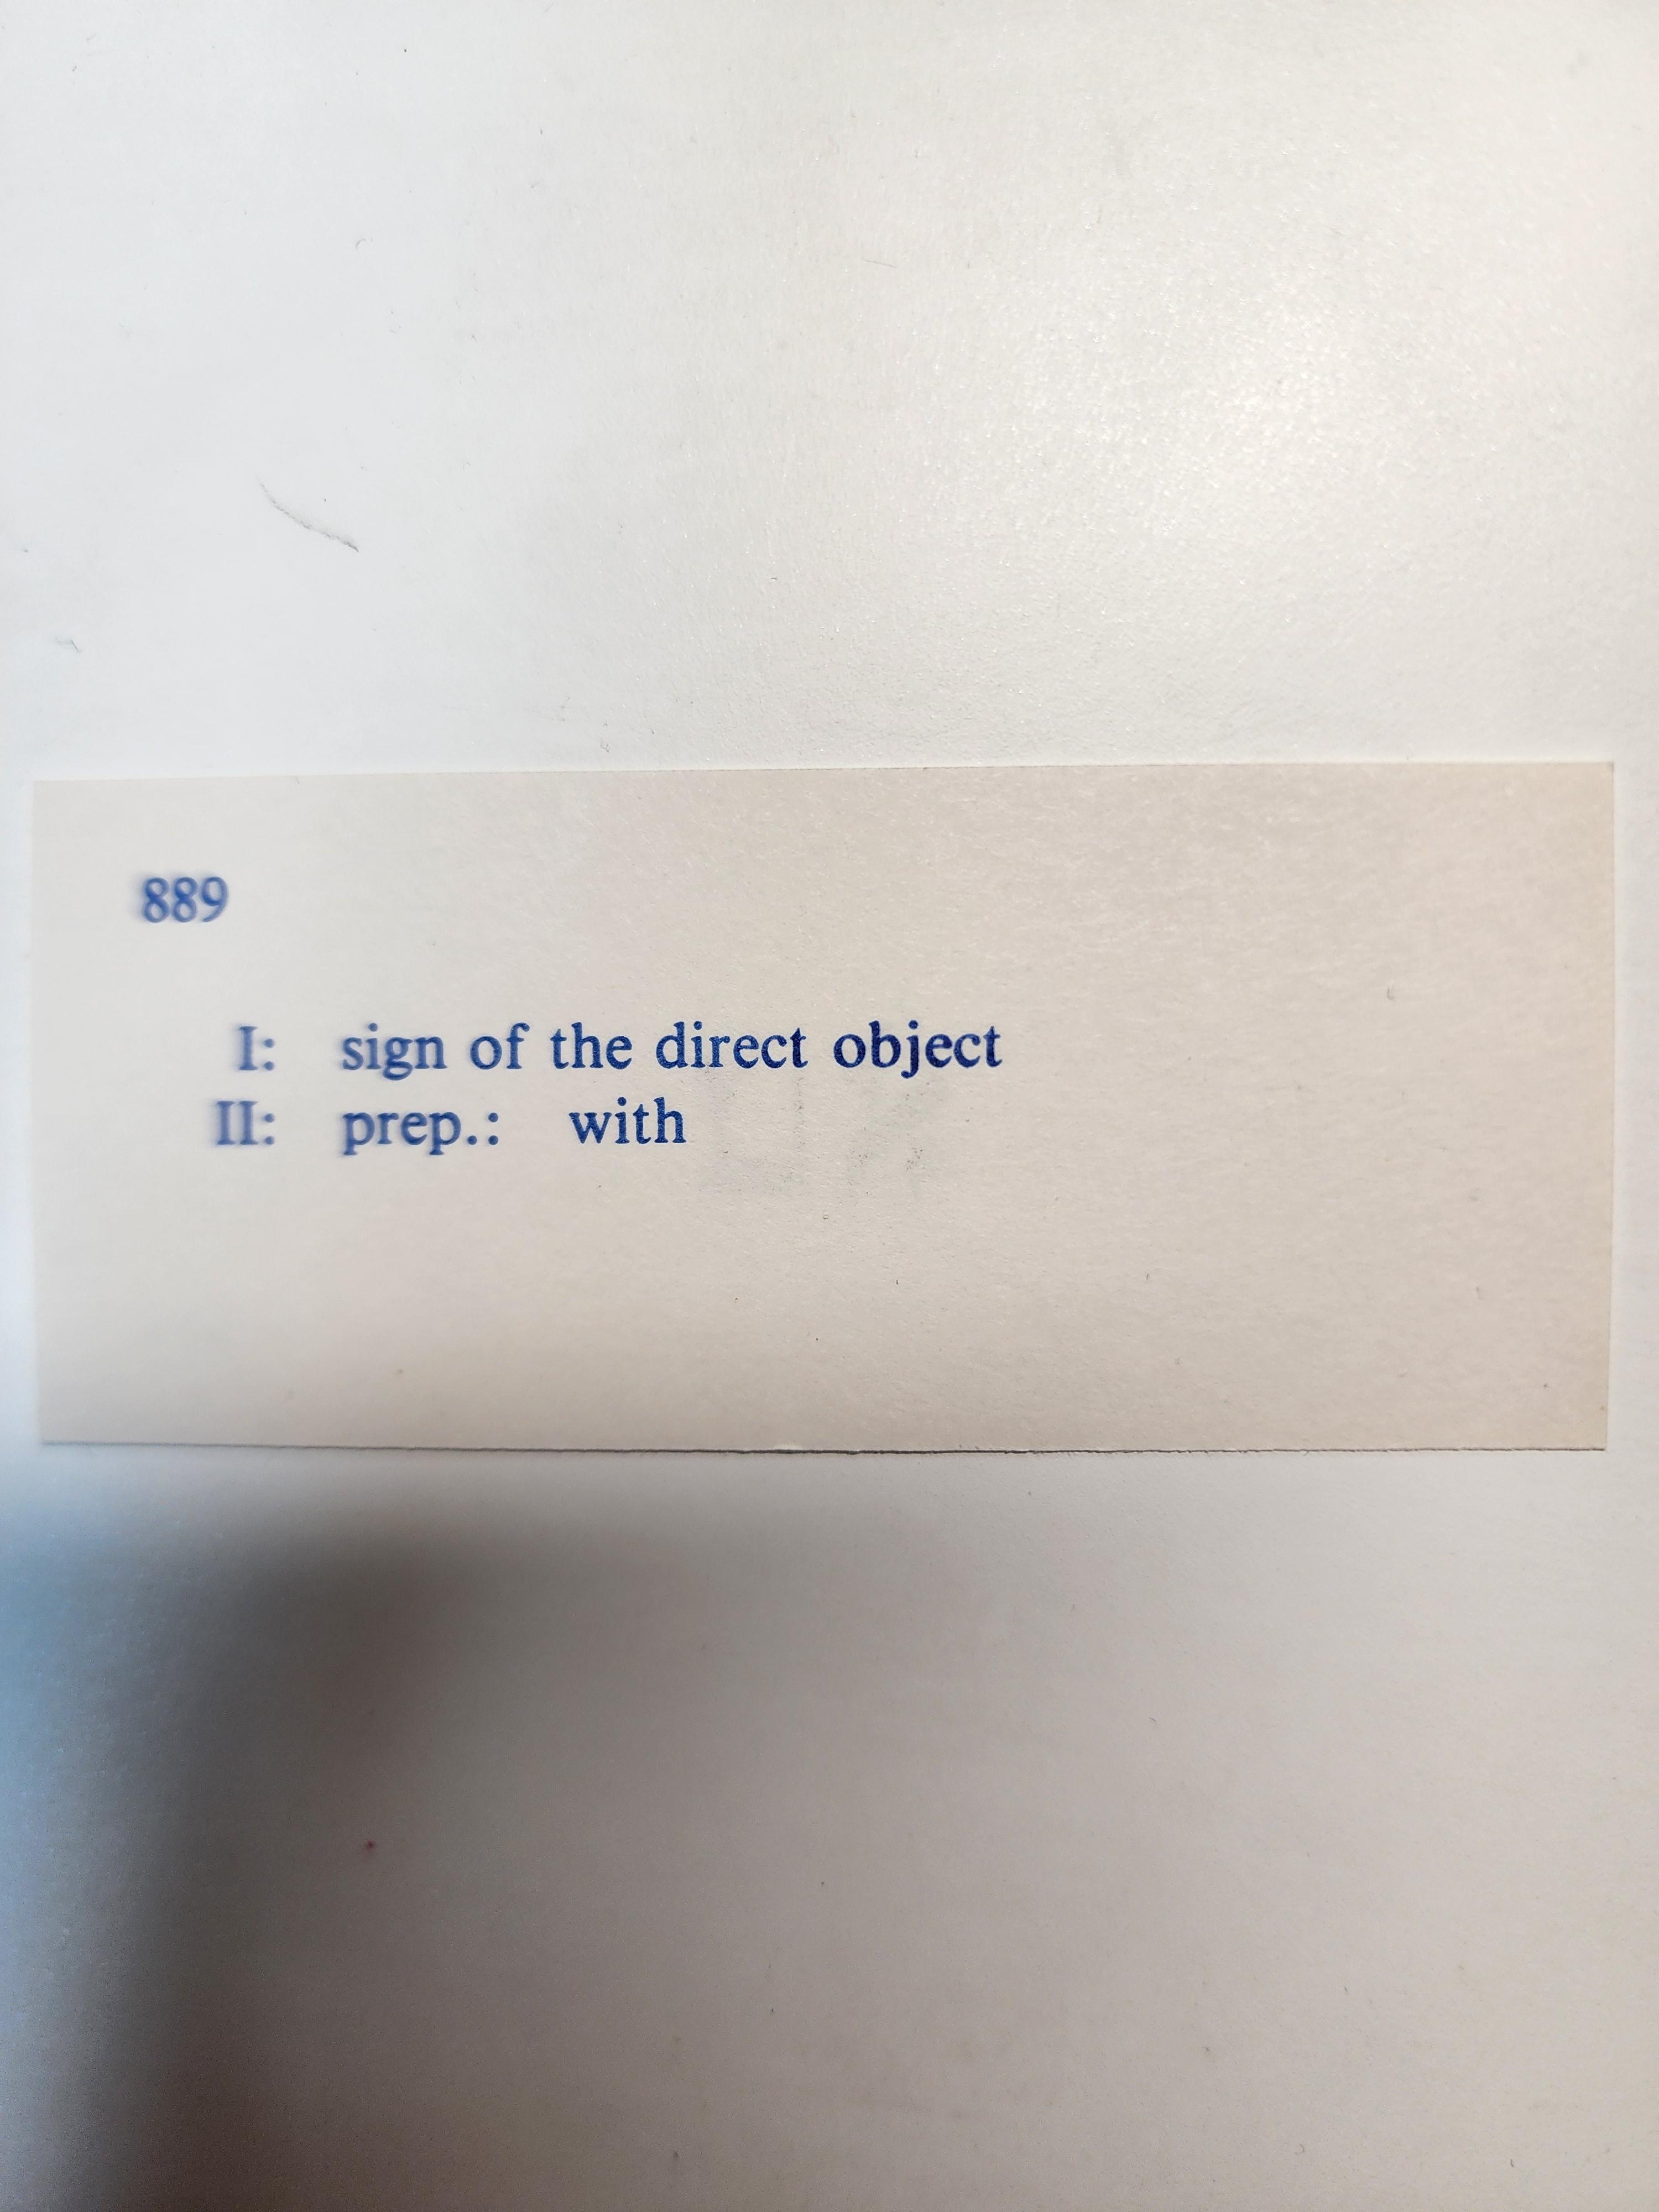 889
I: sign of the direct object
II: prep.: with